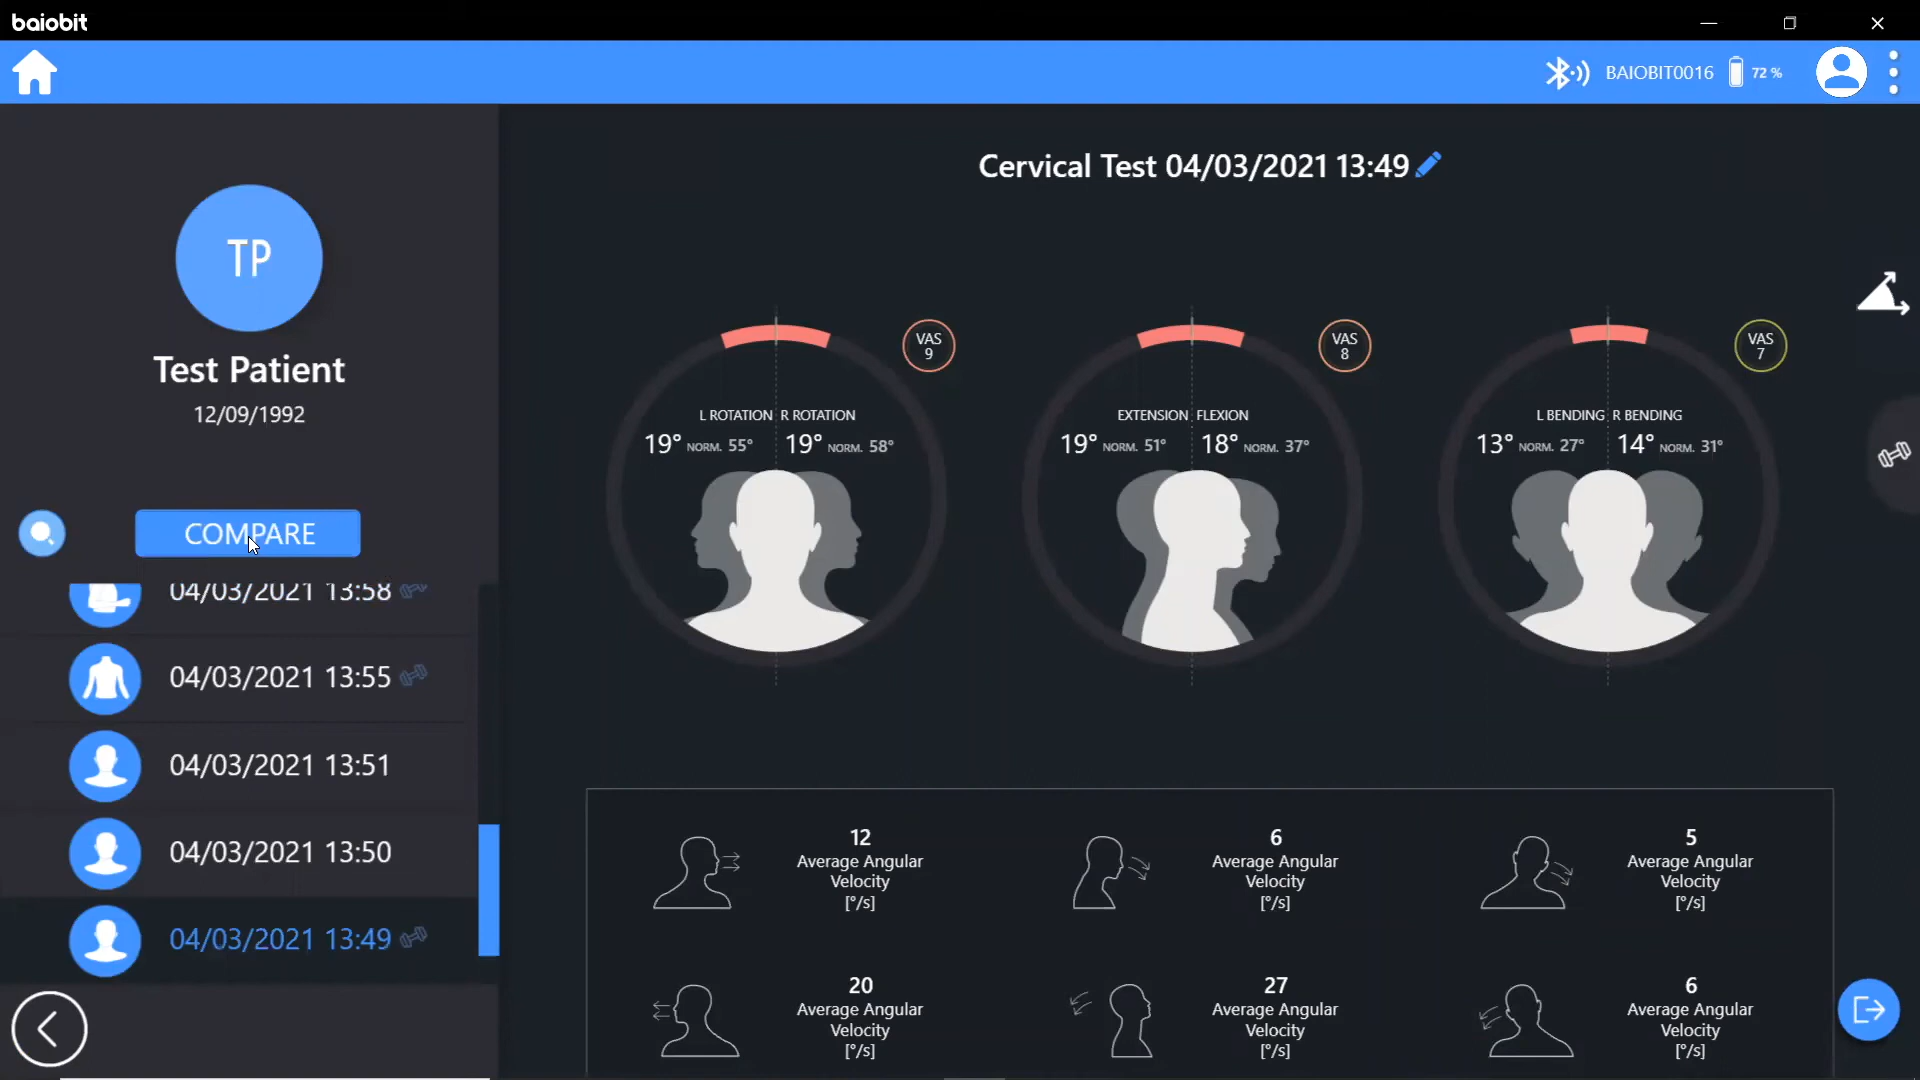 baiobit
BAIOBIT0016 72 %
Cervical Test 04/03/2021 13:49
TP
Test Patient
12/09/1992
COMPARE
04/03/2021 13:58
04/03/2021 13:55
04/03/2021 13:51
04/03/2021 13:50
04/03/2021 13:49
VAS
9
L ROTATION R ROTATION
19° NORM. 55° 19° NORM. 58°
VAS
8
EXTENSION FLEXION
19° NORM. 51° 18° NORM. 37°
VAS
7
L BENDING R BENDING
13° NORM. 27° 14° NORM. 31°
12
Average Angular
Velocity
[°/s]
6
Average Angular
Velocity
[°/s]
5
Average Angular
Velocity
[°/s]
20
Average Angular
Velocity
[°/s]
27
Average Angular
Velocity
[°/s]
6
Average Angular
Velocity
[°/s]